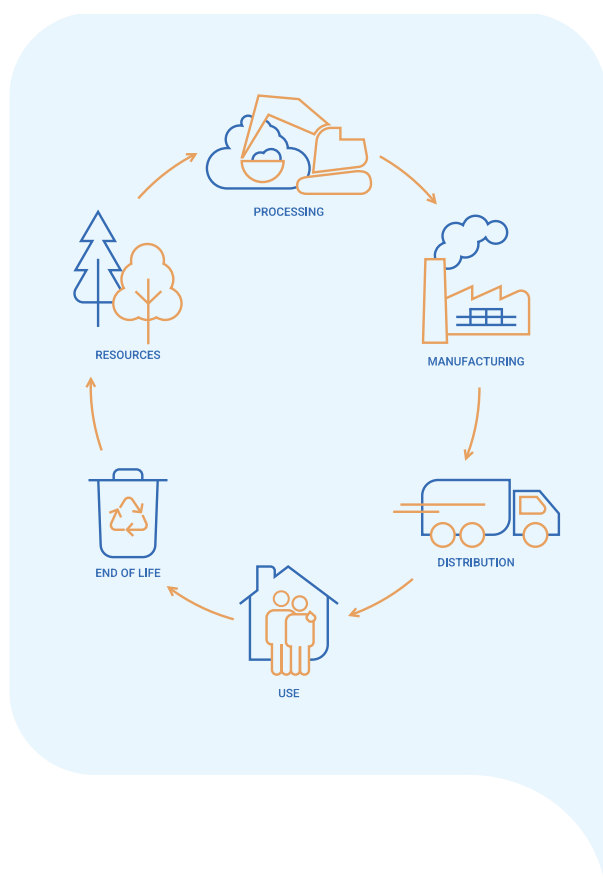 PROCESSING
MANUFACTURING
DISTRIBUTION
USE
END OF LIFE
RESOURCES